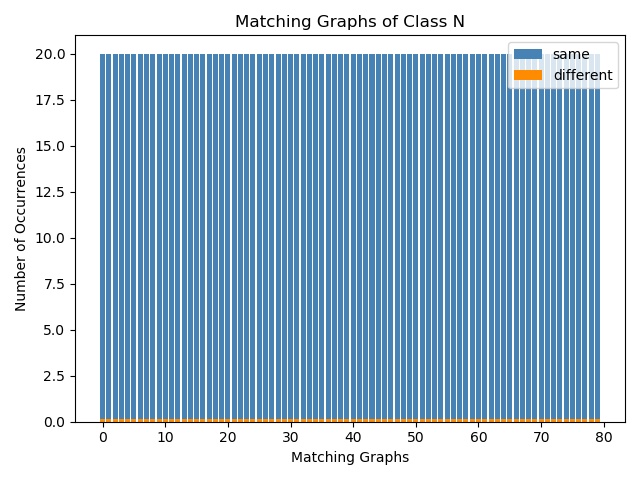 Matching Graphs of Class N
same
different
Number of Occurrences
20.0
17.5
15.0
12.5
10.0
7.5
5.0
2.5
0.0
0 10 20 30 40 50 60 70 80
Matching Graphs